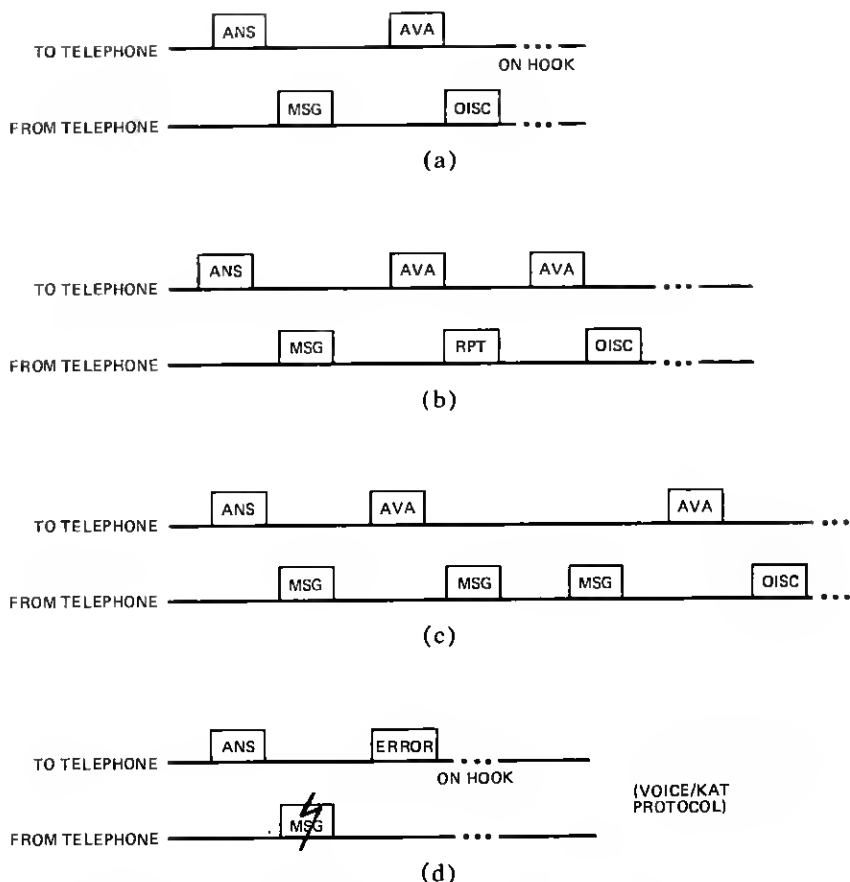 ANS AVA
TO TELEPHONE
ON HOOK
MSG OISC
FROM TELEPHONE
(a)
ANS AVA AVA
TO TELEPHONE
MSG RPT OISC
FROM TELEPHONE
(b)
ANS AVA AVA
TO TELEPHONE
MSG MSG MSG OISC
FROM TELEPHONE
(c)
ANS ERROR
TO TELEPHONE
ON HOOK
(VOICE/KAT
PROTOCOL)
MSG
FROM TELEPHONE
(d)